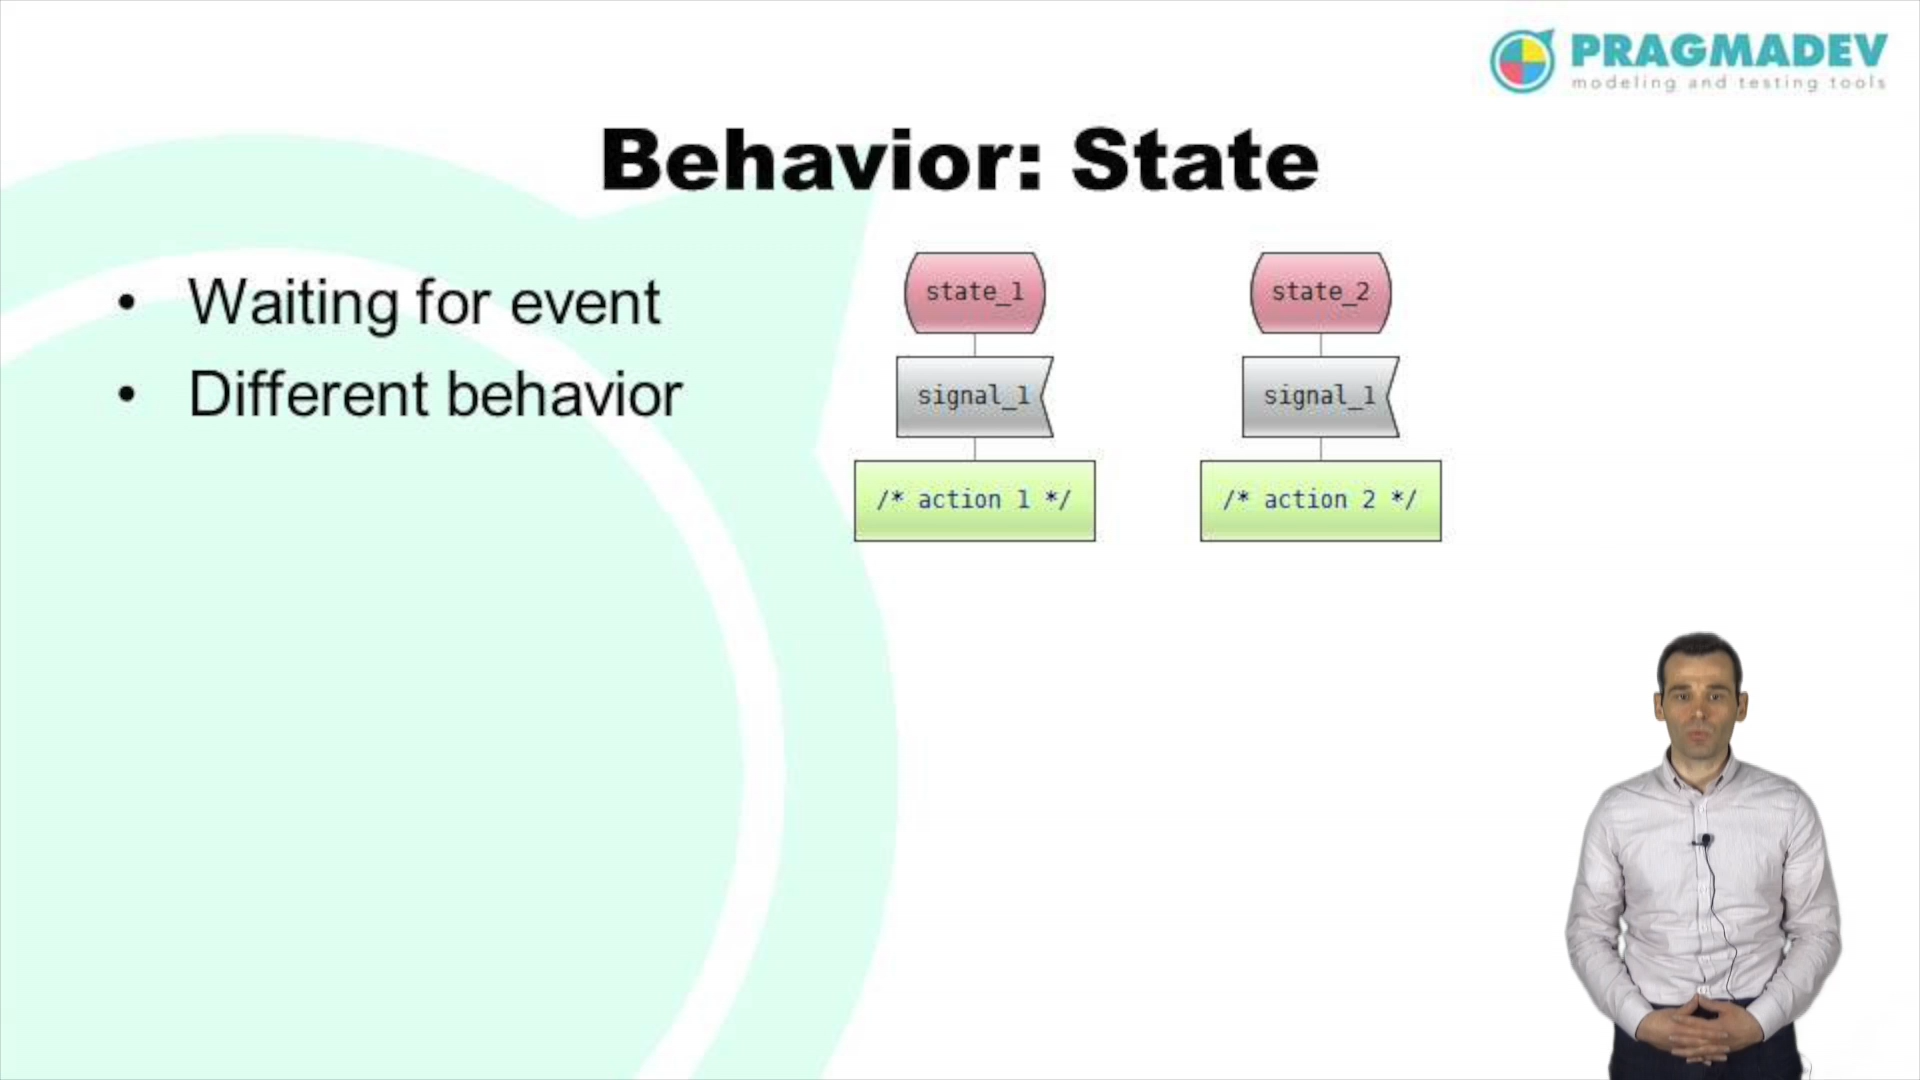 PRAGMADEV
modeling and testing tools
Behavior: State
• Waiting for event
• Different behavior
state_1
signal_1
/* action 1 */
state_2
signal_1
/* action 2 */